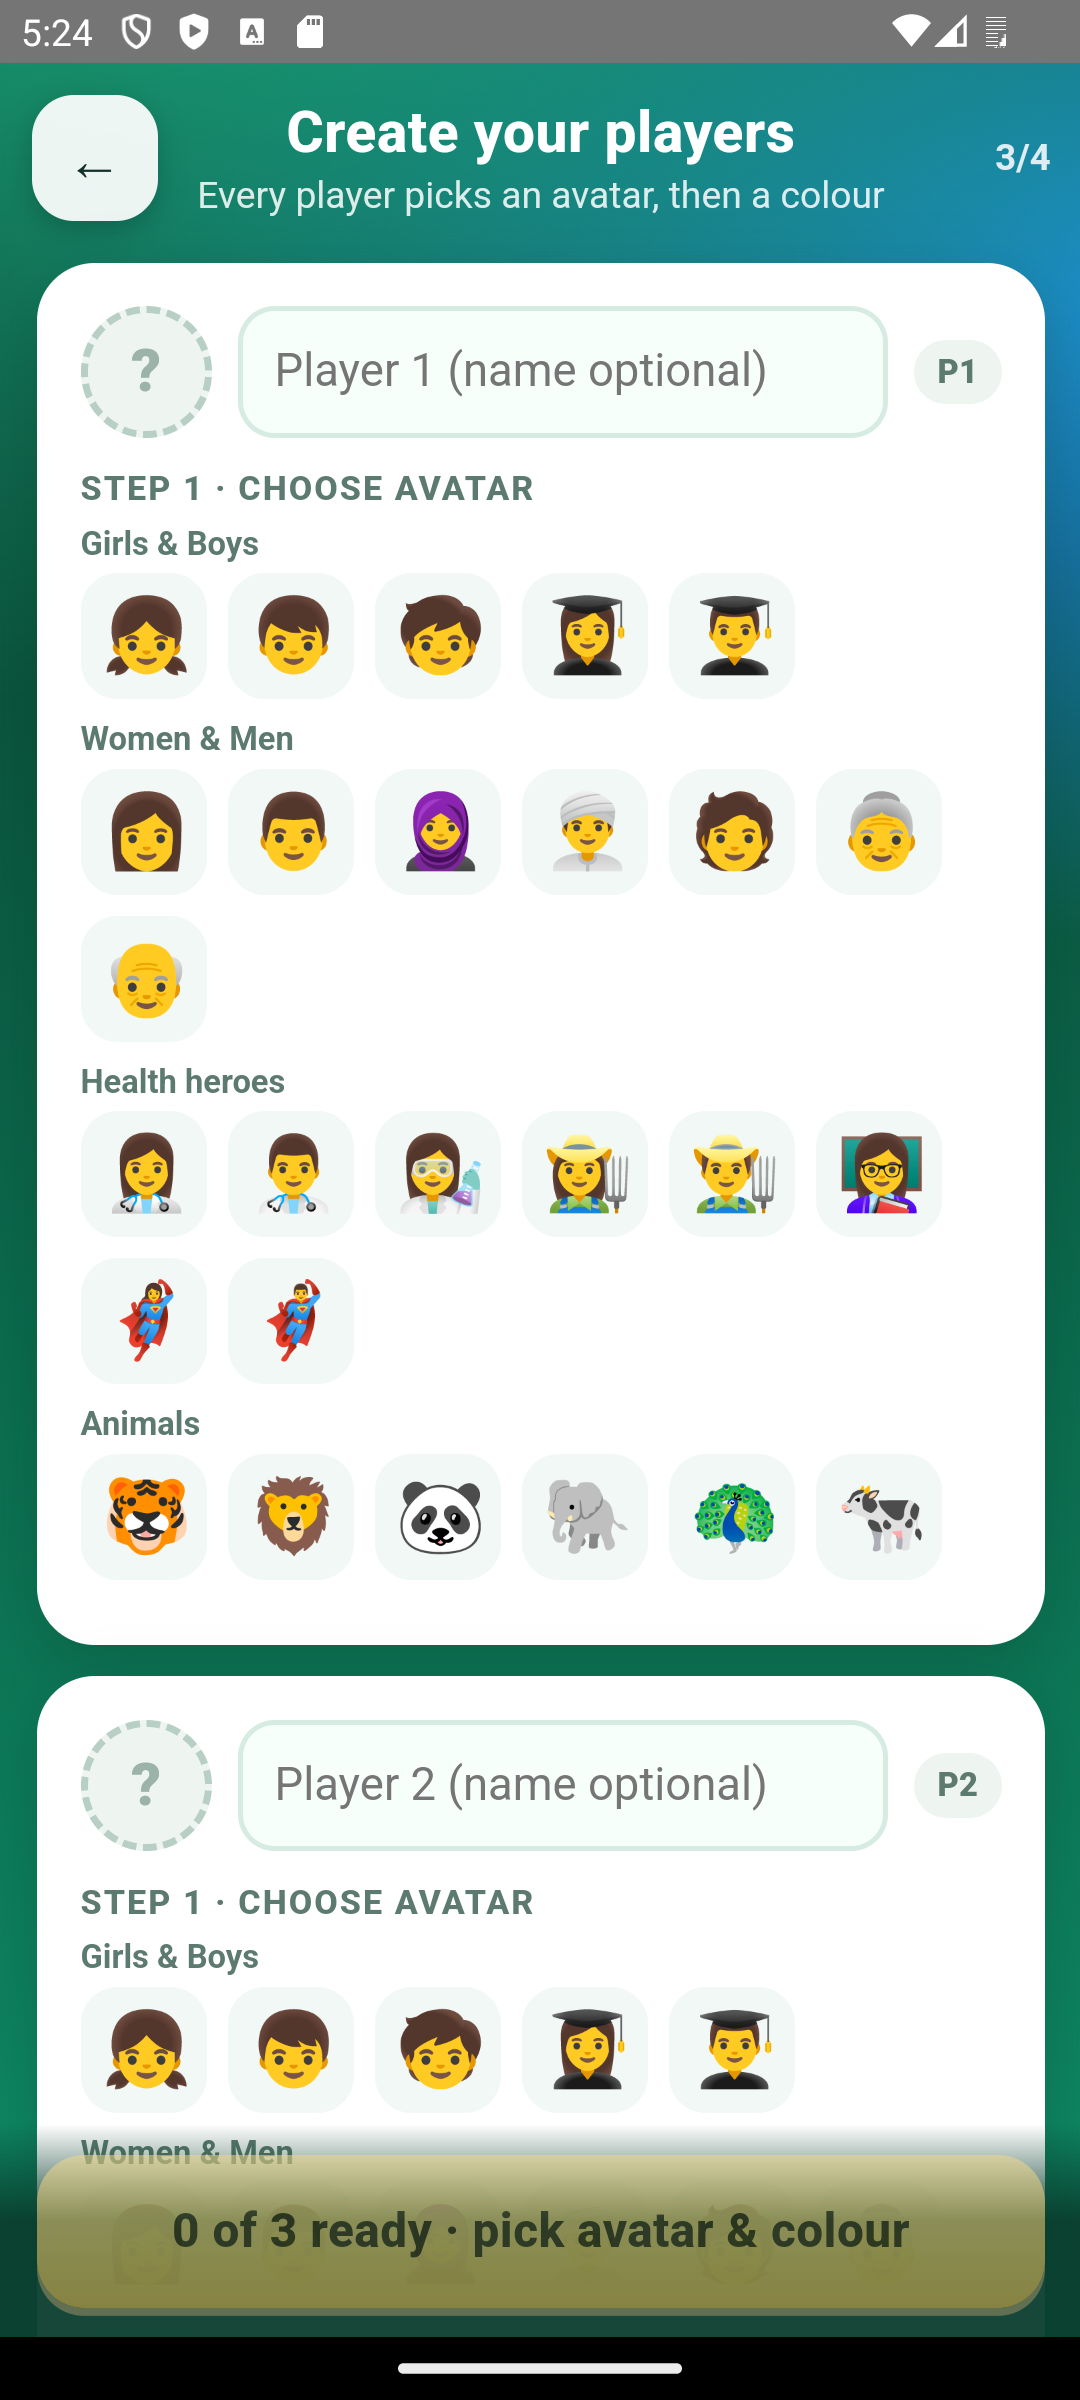 5:24
Create your players
Every player picks an avatar, then a colour
3/4
←
? Player 1 (name optional) P1
STEP 1 · CHOOSE AVATAR
Girls & Boys
Women & Men
Health heroes
Animals
? Player 2 (name optional) P2
STEP 1 · CHOOSE AVATAR
Girls & Boys
Women & Men
0 of 3 ready · pick avatar & colour